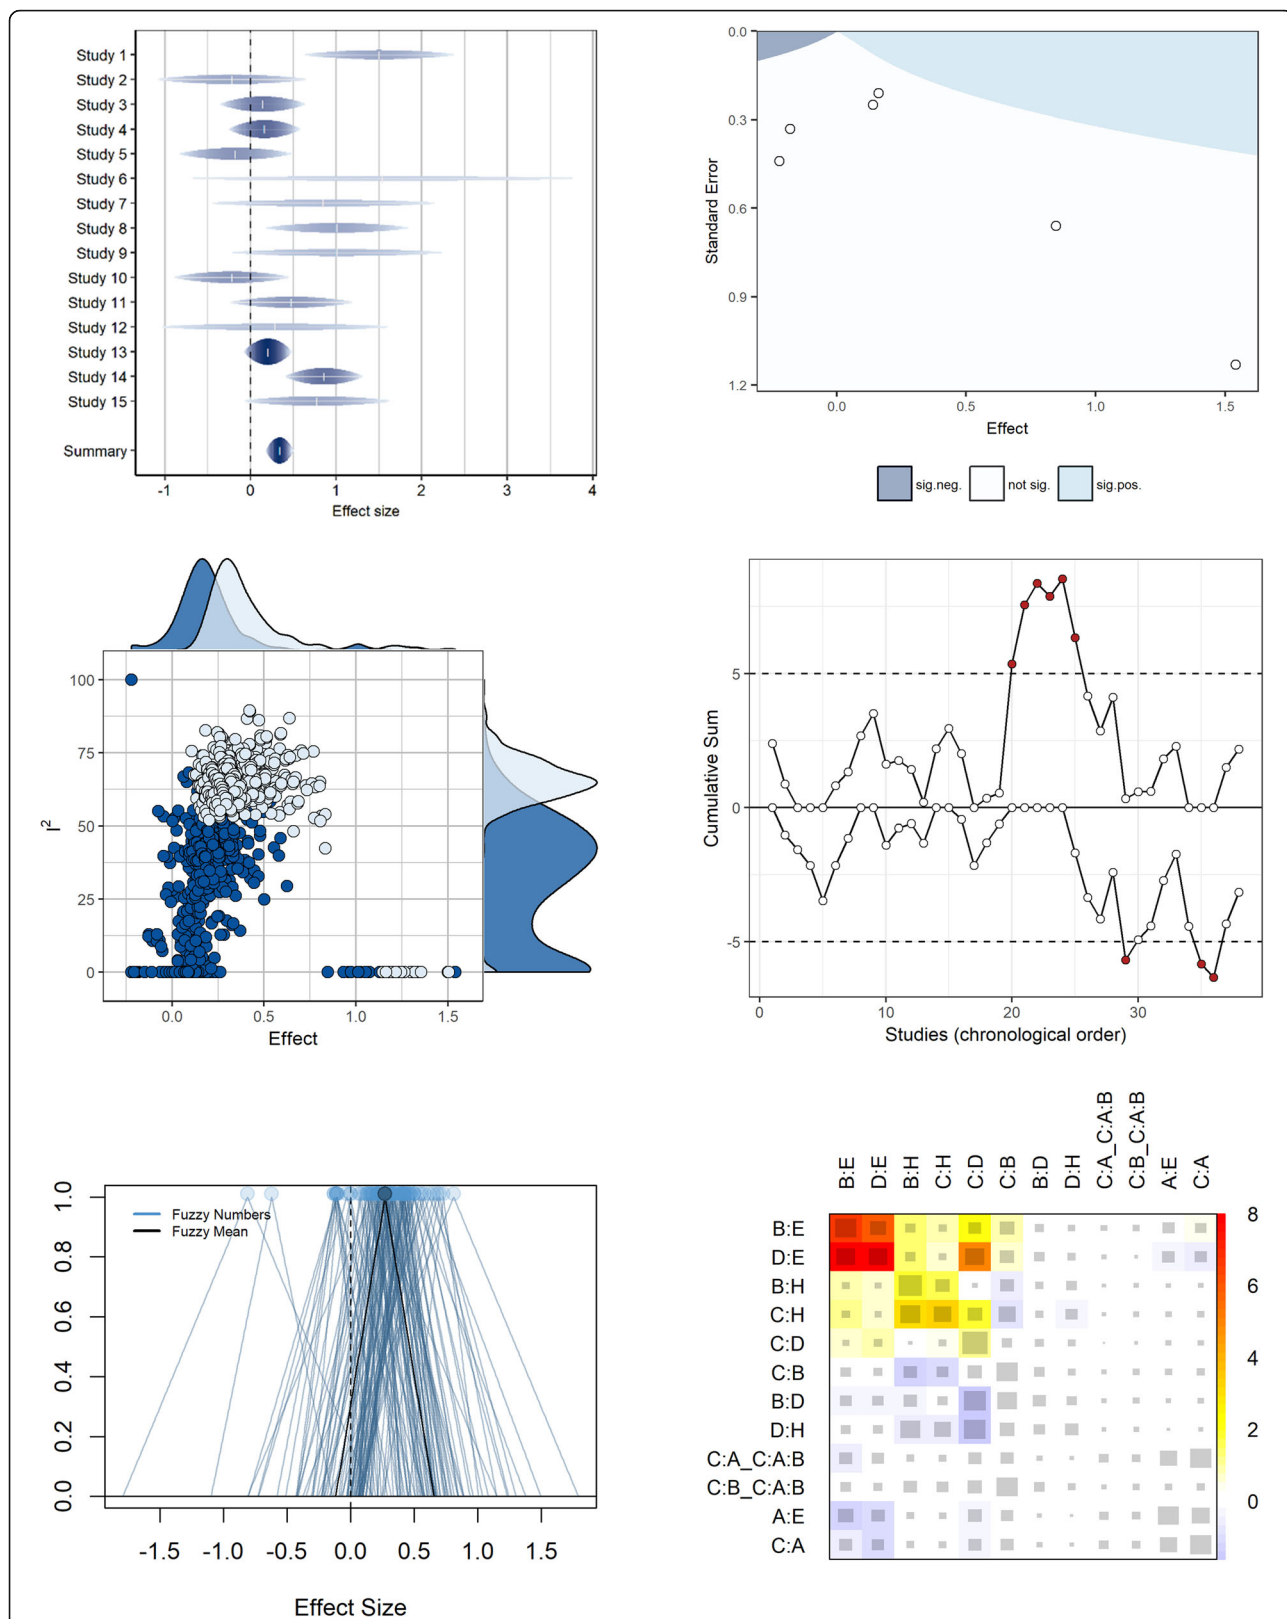 Study 1
Study 2
Study 3
Study 4
Study 5
Study 6
Study 7
Study 8
Study 9
Study 10
Study 11
Study 12
Study 13
Study 14
Study 15
Summary
-1 0 1 2 3 4
Effect size
0.0
0.3
0.6
0.9
1.2
Standard Error
0.0 0.5 1.0 1.5
Effect
sig.neg. not sig. sig.pos.
100
75
50
25
0
I²
0.0 0.5 1.0 1.5
Effect
5
0
-5
Cumulative Sum
0 10 20 30
Studies (chronological order)
1.0
0.8
0.6
0.4
0.2
0.0
Fuzzy Numbers
Fuzzy Mean
-1.5 -1.0 -0.5 0.0 0.5 1.0 1.5
Effect Size
B:E D:E B:H C:H C:D C:B B:D D:H C:A_C:A:B C:B_C:A:B A:E C:A
B:E
D:E
B:H
C:H
C:D
C:B
B:D
D:H
C:A_C:A:B
C:B_C:A:B
A:E
C:A
8
6
4
2
0